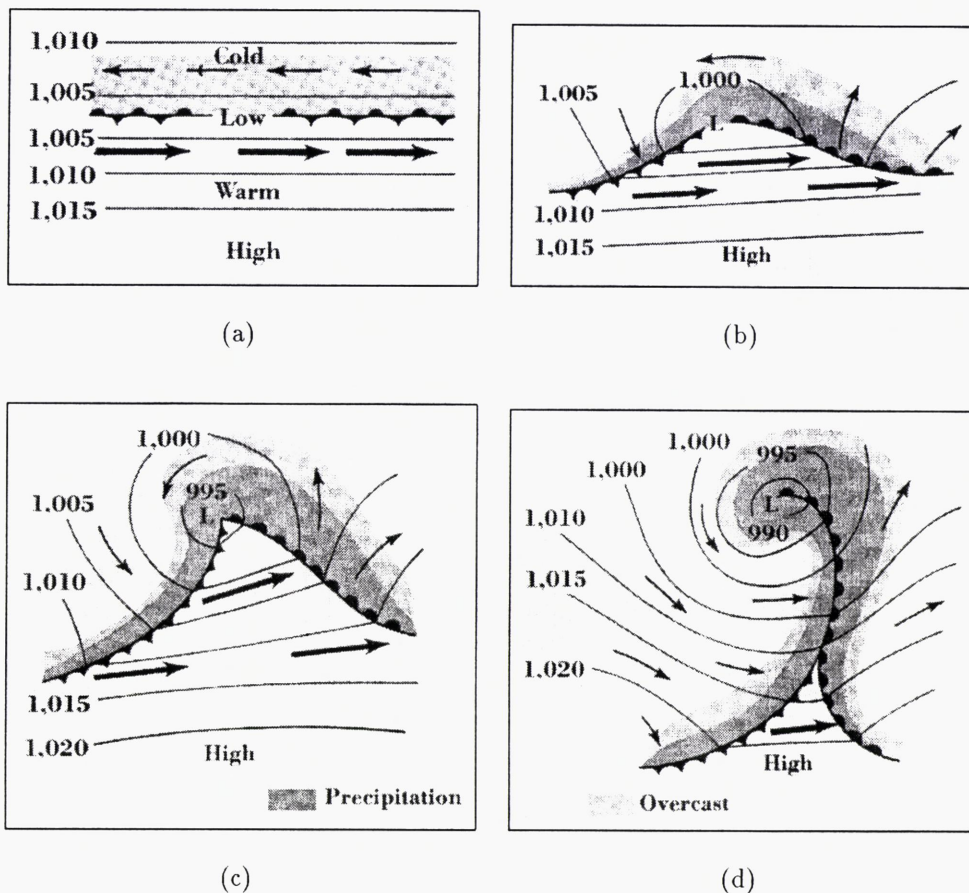 1,010
Cold
1,005
Low
1,005
1,010
Warm
1,015
High
(a)
1,005
1,000
L
1,010
1,015
High
(b)
1,000
1,005
995
L
1,010
1,015
1,020
High
Precipitation
(c)
1,000
995
1,000
L
990
1,010
1,015
1,020
High
Overcast
(d)